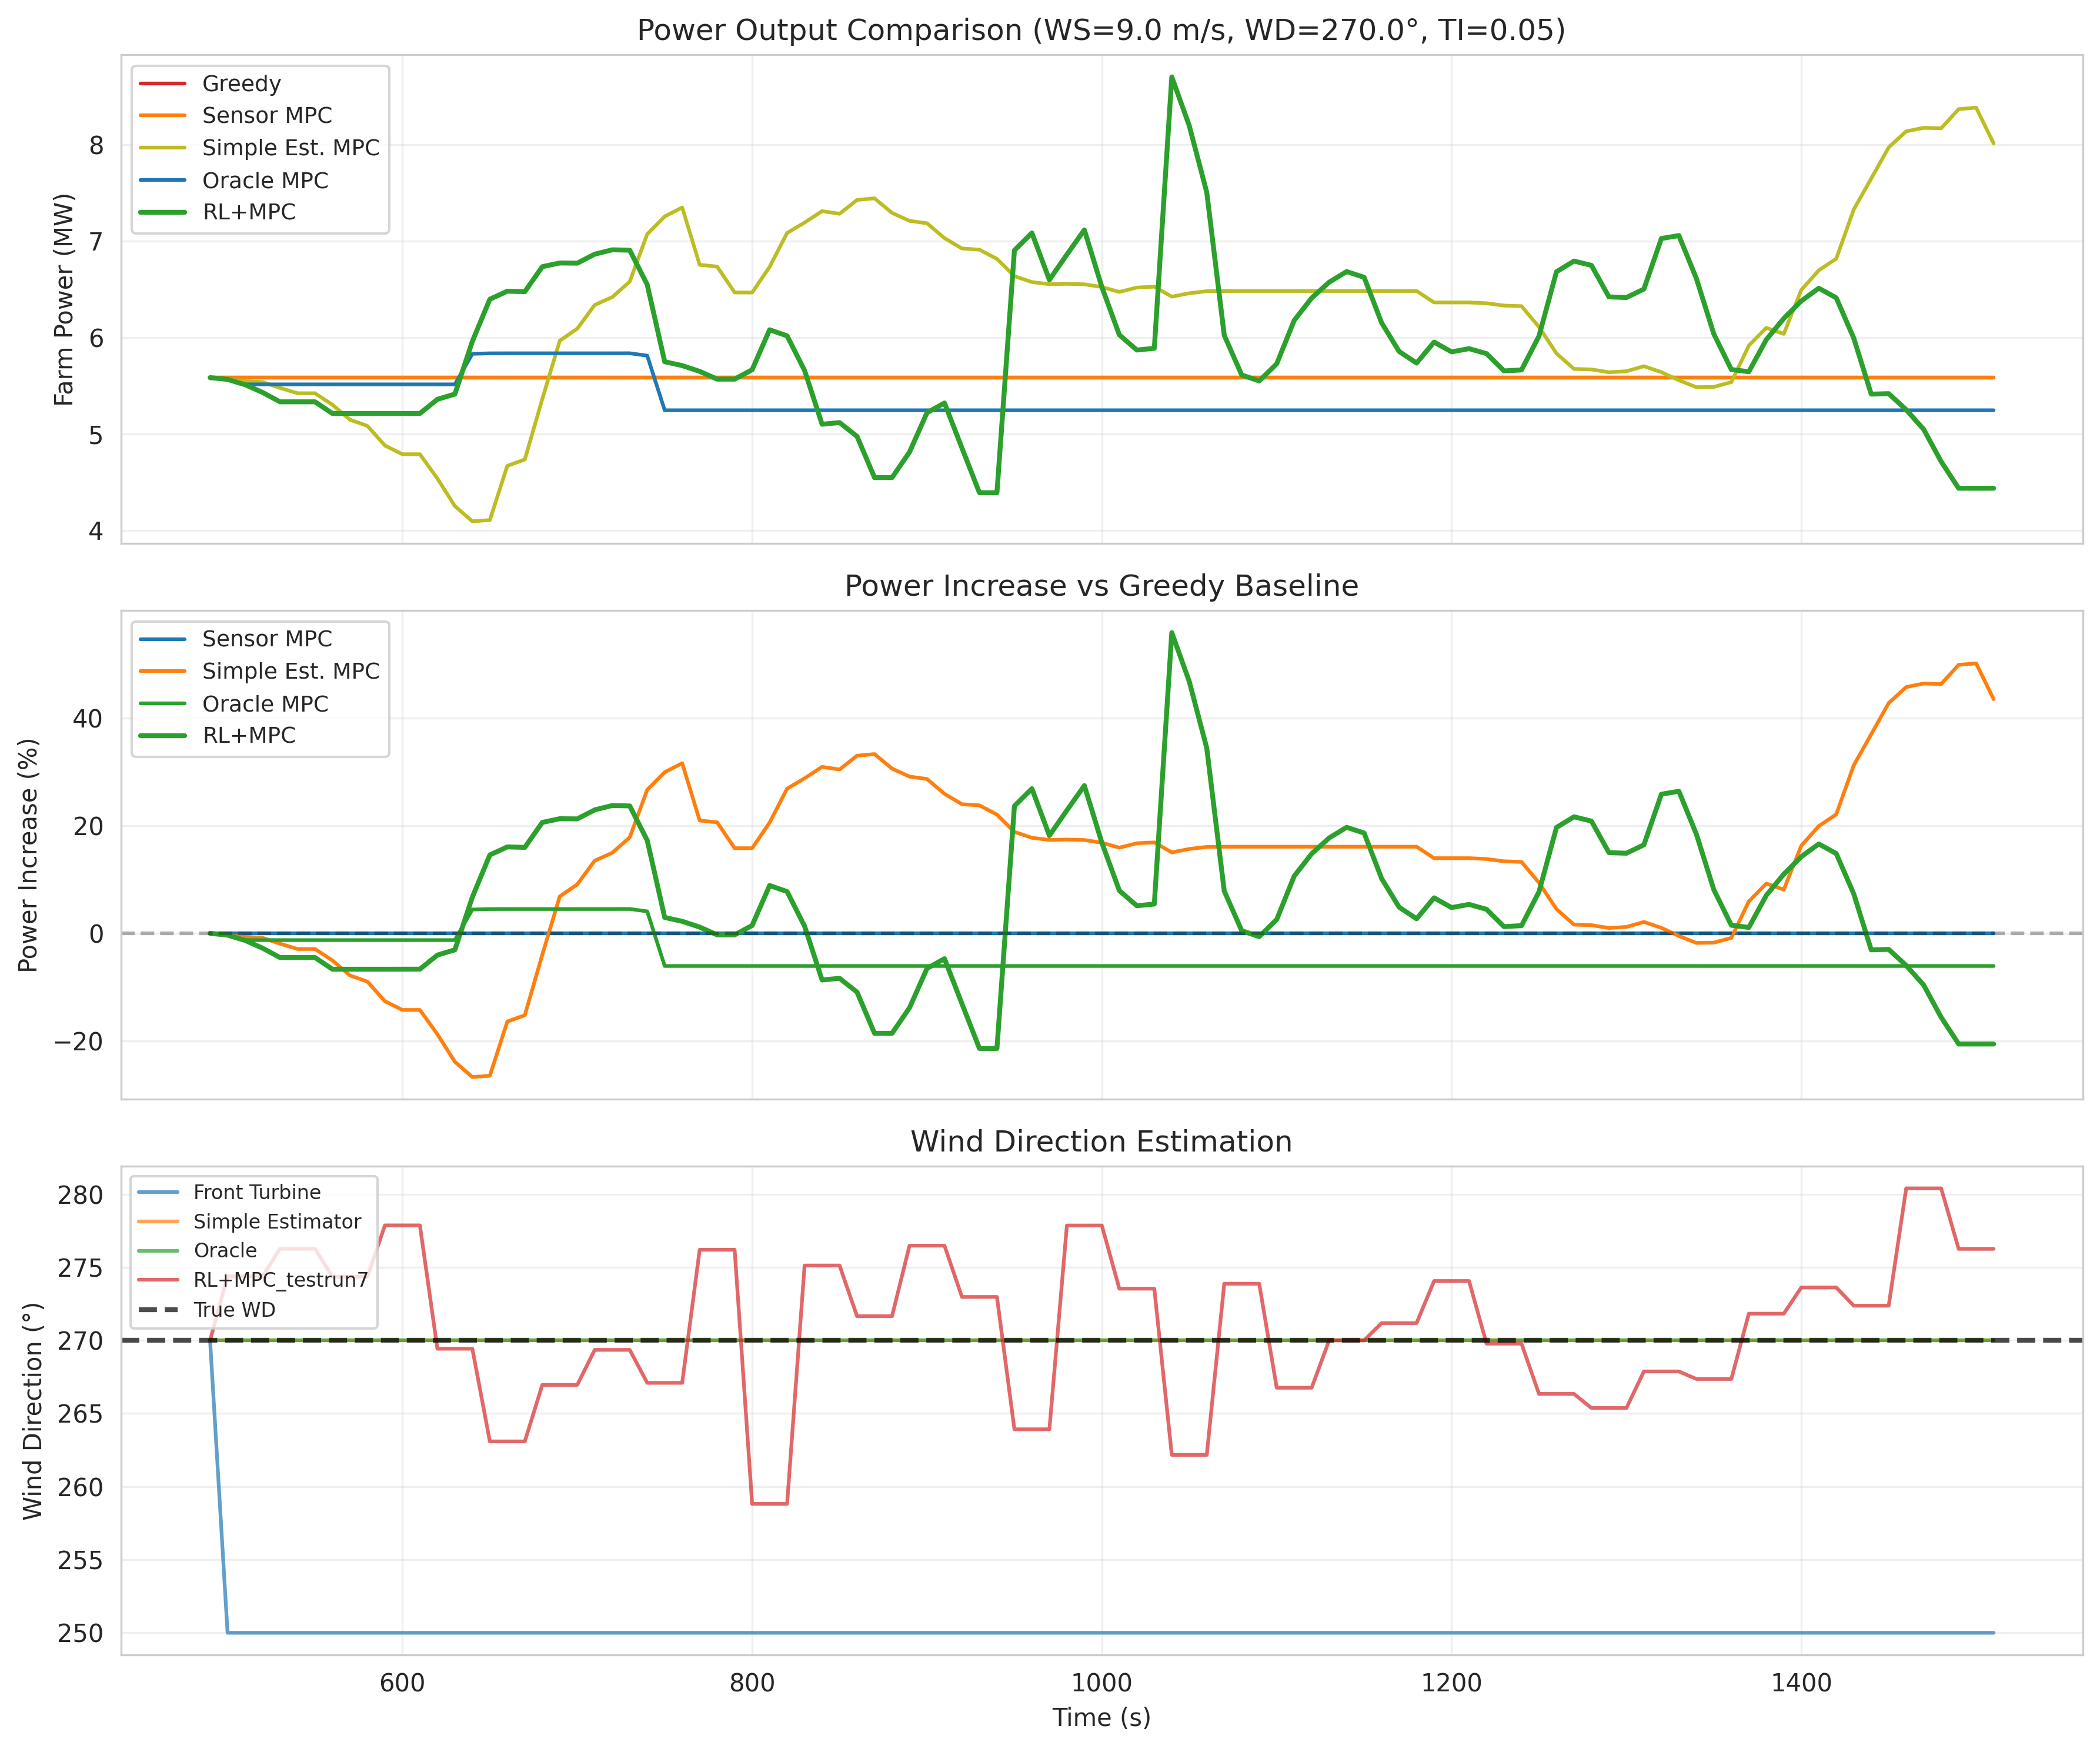 Power Output Comparison (WS=9.0 m/s, WD=270.0°, TI=0.05)
Greedy
Sensor MPC
Simple Est. MPC
Oracle MPC
RL+MPC
Farm Power (MW)
8
7
6
5
4
Power Increase vs Greedy Baseline
Sensor MPC
Simple Est. MPC
Oracle MPC
RL+MPC
Power Increase (%)
40
20
0
−20
Wind Direction Estimation
Front Turbine
Simple Estimator
Oracle
RL+MPC_testrun7
True WD
Wind Direction (°)
280
275
270
265
260
255
250
600
800
1000
1200
1400
Time (s)